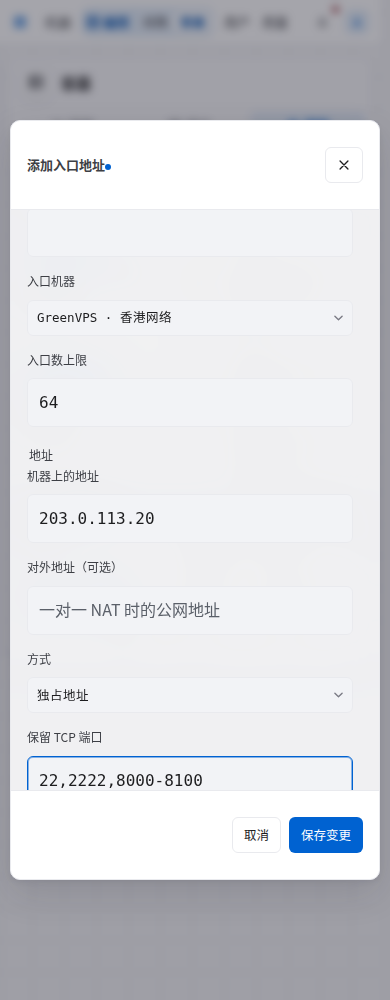 添加入口地址
入口机器
GreenVPS · 香港网络
入口数上限
64
地址
机器上的地址
203.0.113.20
对外地址（可选）
一对一 NAT 时的公网地址
方式
独占地址
保留 TCP 端口
22,2222,8000-8100
取消
保存变更